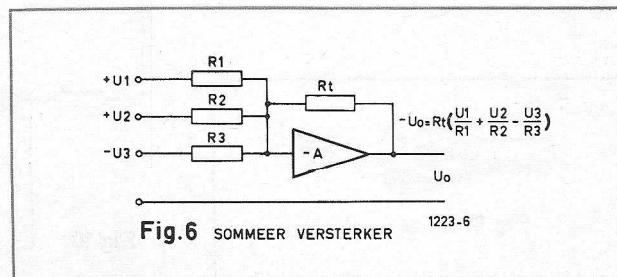 R1
+U1
Rt
R2
+U2
-Uo=Rt(U1/R1 + U2/R2 - U3/R3)
R3
-U3
-A
Uo
1223-6
Fig.6 SOMMEER VERSTERKER